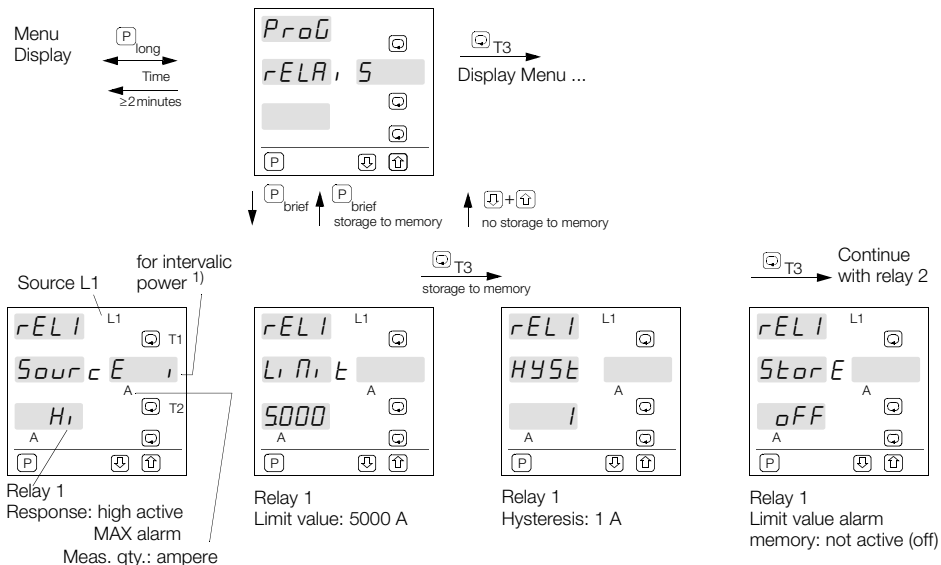 Menu
Display
P long
Time
≥2 minutes
ProG
rELAi S
P
T3
Display Menu ...
P brief
P brief
storage to memory
+
no storage to memory
Source L1
for intervalic
power 1)
T3
storage to memory
T3
Continue
with relay 2
rEL1
L1
T1
SourcE i
A
T2
Hi
A
P
Relay 1
Response: high active
MAX alarm
Meas. qty.: ampere
rEL1
L1
LiMit
A
5.000
A
P
Relay 1
Limit value: 5000 A
rEL1
L1
HYSt
A
1
A
P
Relay 1
Hysteresis: 1 A
rEL1
L1
StorE
A
oFF
A
P
Relay 1
Limit value alarm
memory: not active (off)